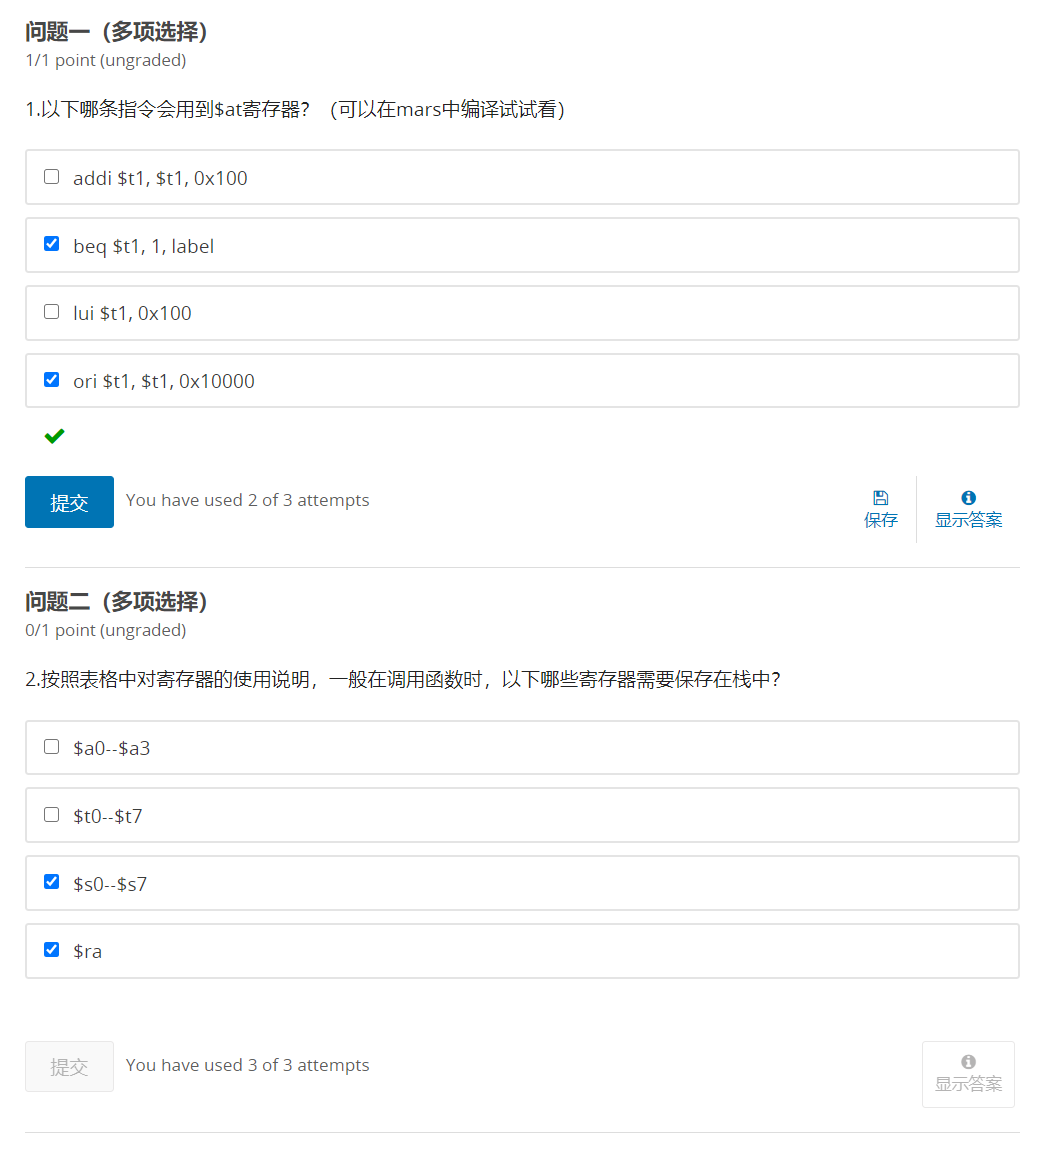 问题一（多项选择）
1/1 point (ungraded)
1.以下哪条指令会用到$at寄存器？（可以在mars中编译试试看）
addi $t1, $t1, 0x100
beq $t1, 1, label
lui $t1, 0x100
ori $t1, $t1, 0x10000
提交
You have used 2 of 3 attempts
保存
显示答案
问题二（多项选择）
0/1 point (ungraded)
2.按照表格中对寄存器的使用说明，一般在调用函数时，以下哪些寄存器需要保存在栈中？
$a0--$a3
$t0--$t7
$s0--$s7
$ra
提交
You have used 3 of 3 attempts
显示答案